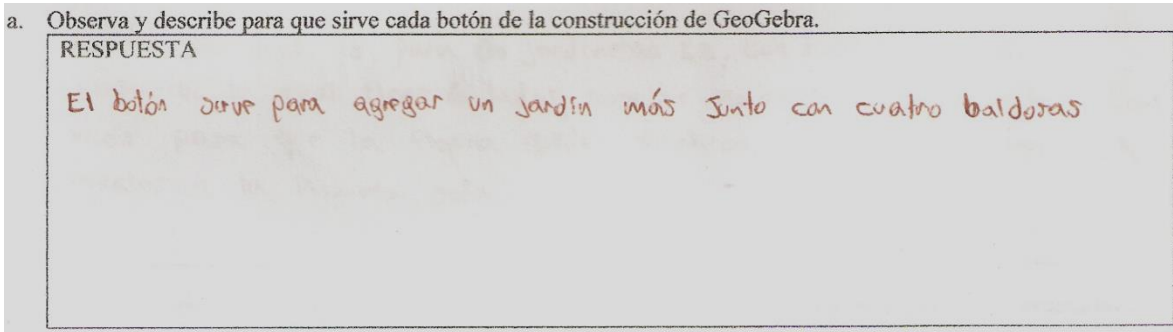 a. Observa y describe para que sirve cada botón de la construcción de GeoGebra.
RESPUESTA
El botón sirve para agregar un jardín más junto con cuatro baldosas